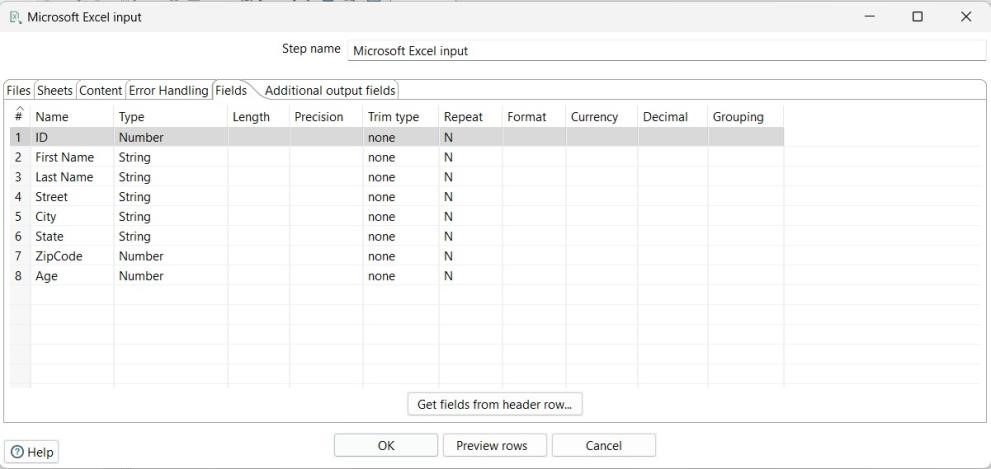 Microsoft Excel input
Step name Microsoft Excel input
Files Sheets Content Error Handling Fields Additional output fields
# Name Type Length Precision Trim type Repeat Format Currency Decimal Grouping
1 ID Number none N
2 First Name String none N
3 Last Name String none N
4 Street String none N
5 City String none N
6 State String none N
7 ZipCode Number none N
8 Age Number none N
Get fields from header row...
Help OK Preview rows Cancel